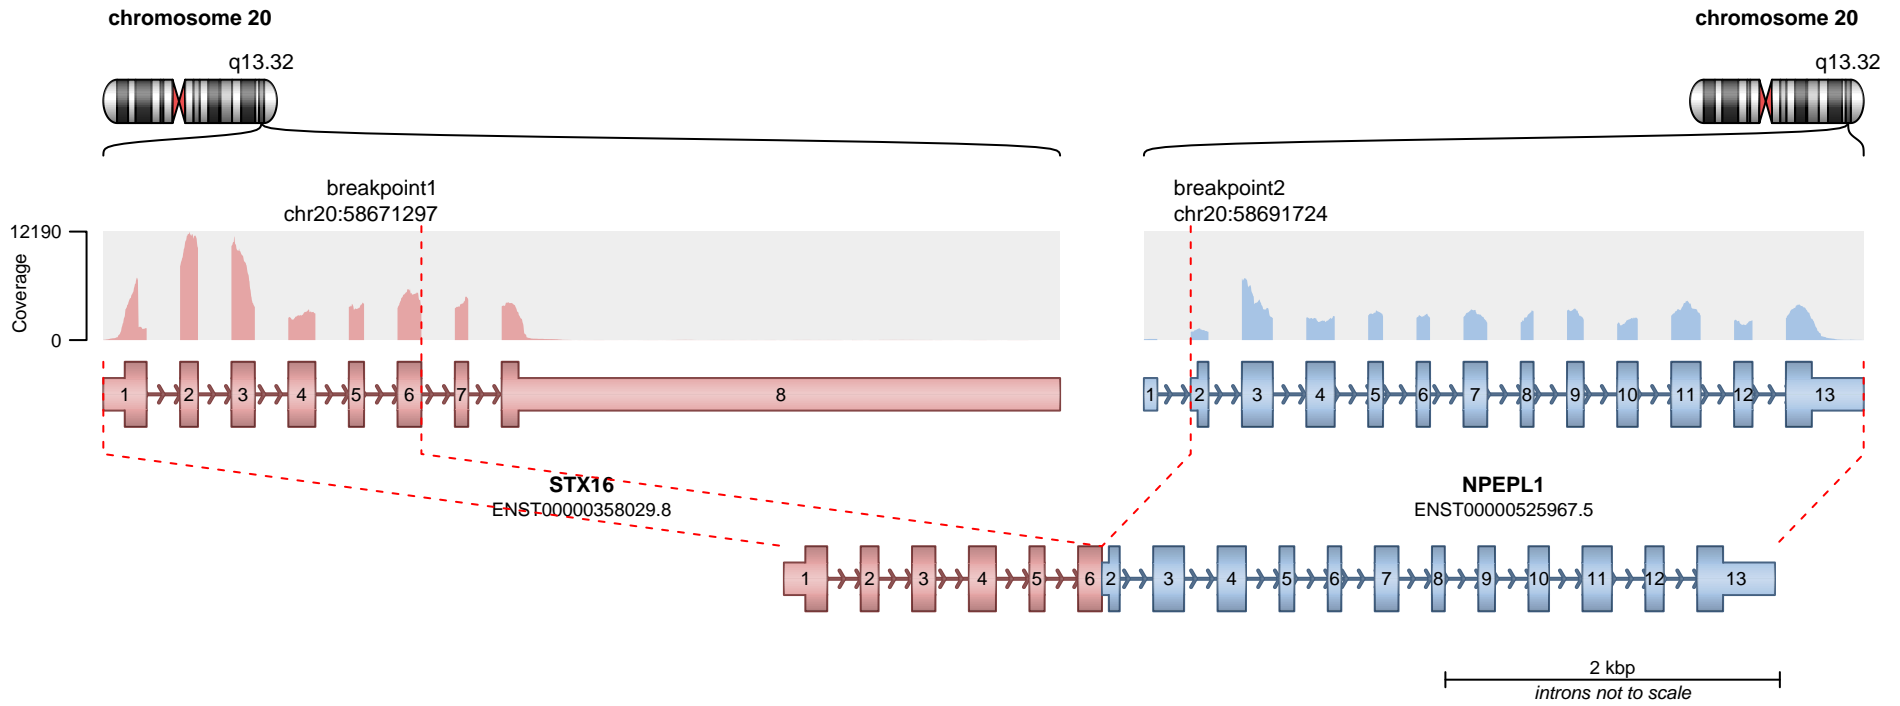 chromosome 20
chromosome 20
q13.32
q13.32
breakpoint1
chr20:58671297
breakpoint2
chr20:58691724
12190
Coverage
0
1 2 3 4 5 6 7 8
1 2 3 4 5 6 7 8 9 10 11 12 13
STX16
ENST00000358029.8
NPEPL1
ENST00000525967.5
1 2 3 4 5 6 2 3 4 5 6 7 8 9 10 11 12 13
2 kbp
introns not to scale